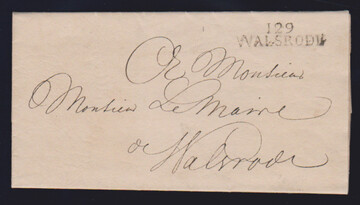 129
WALSRODE
A Monsieur
Monsieur Le Maire
de Walsrode